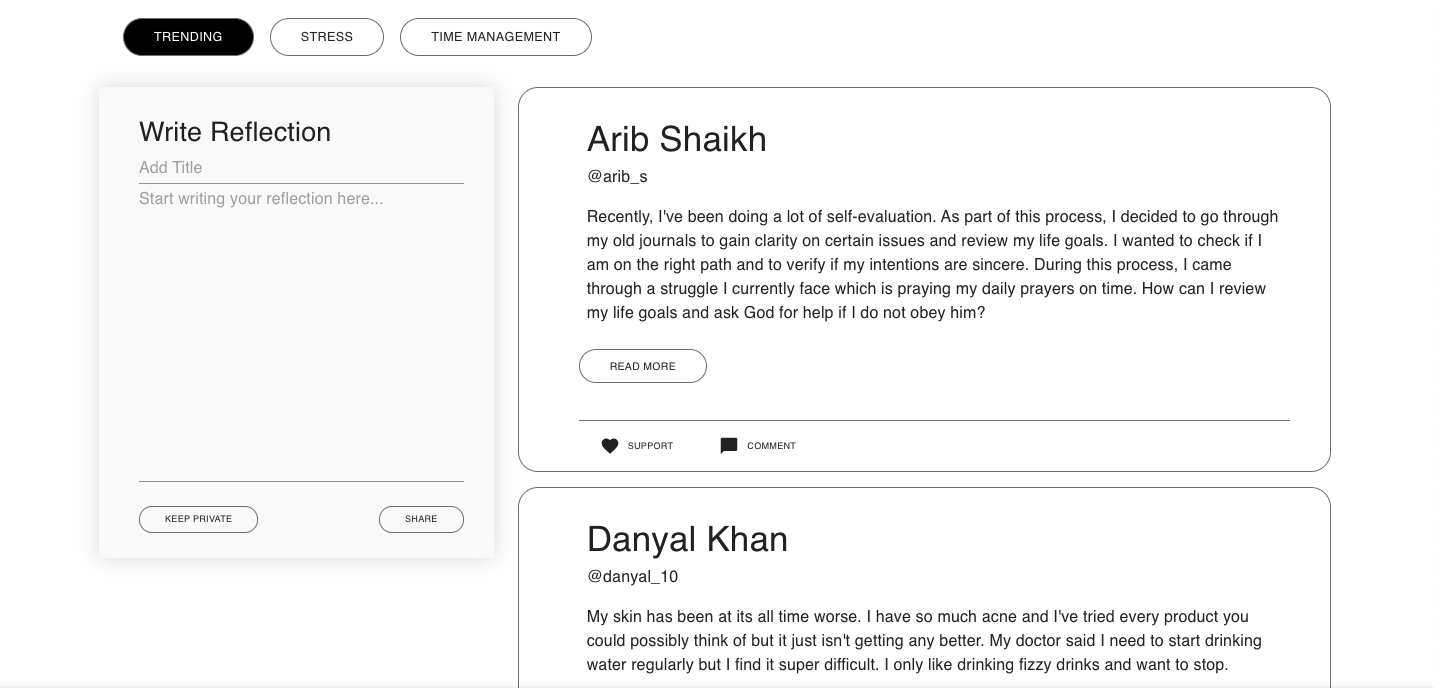 TRENDING
STRESS
TIME MANAGEMENT
Write Reflection
Add Title
Start writing your reflection here...
KEEP PRIVATE
SHARE
Arib Shaikh
@arib_s
Recently, I've been doing a lot of self-evaluation. As part of this process, I decided to go through
my old journals to gain clarity on certain issues and review my life goals. I wanted to check if I
am on the right path and to verify if my intentions are sincere. During this process, I came
through a struggle I currently face which is praying my daily prayers on time. How can I review
my life goals and ask God for help if I do not obey him?
READ MORE
SUPPORT
COMMENT
Danyal Khan
@danyal_10
My skin has been at its all time worse. I have so much acne and I've tried every product you
could possibly think of but it just isn't getting any better. My doctor said I need to start drinking
water regularly but I find it super difficult. I only like drinking fizzy drinks and want to stop.